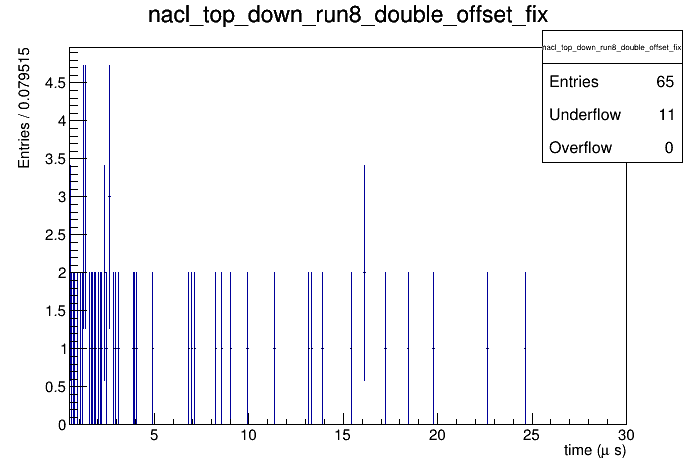 nacl_top_down_run8_double_offset_fix
nacl_top_down_run8_double_offset_fix
Entries 65
Underflow 11
Overflow 0
Entries / 0.079515
4.5
4
3.5
3
2.5
2
1.5
1
0.5
0
5 10 15 20 25 30
time (μ s)